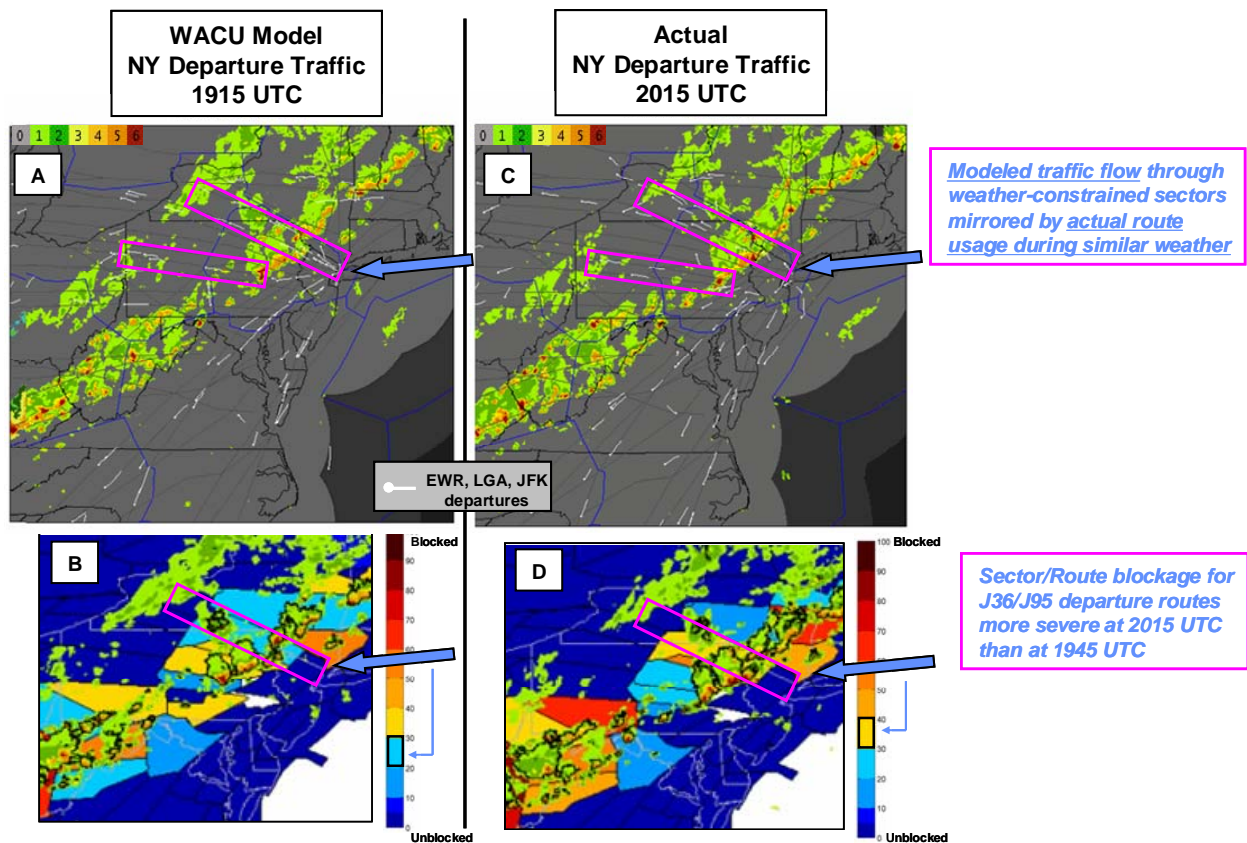 WACU Model
NY Departure Traffic
1915 UTC
Actual
NY Departure Traffic
2015 UTC
0 1 2 3 4 5 6
A
0 1 2 3 4 5 6
C
Modeled traffic flow through
weather-constrained sectors
mirrored by actual route
usage during similar weather
EWR, LGA, JFK
departures
B
Blocked
90
80
70
60
50
40
30
20
10
0
Unblocked
D
Blocked
100
90
80
70
60
50
40
30
20
10
0
Unblocked
Sector/Route blockage for
J36/J95 departure routes
more severe at 2015 UTC
than at 1945 UTC